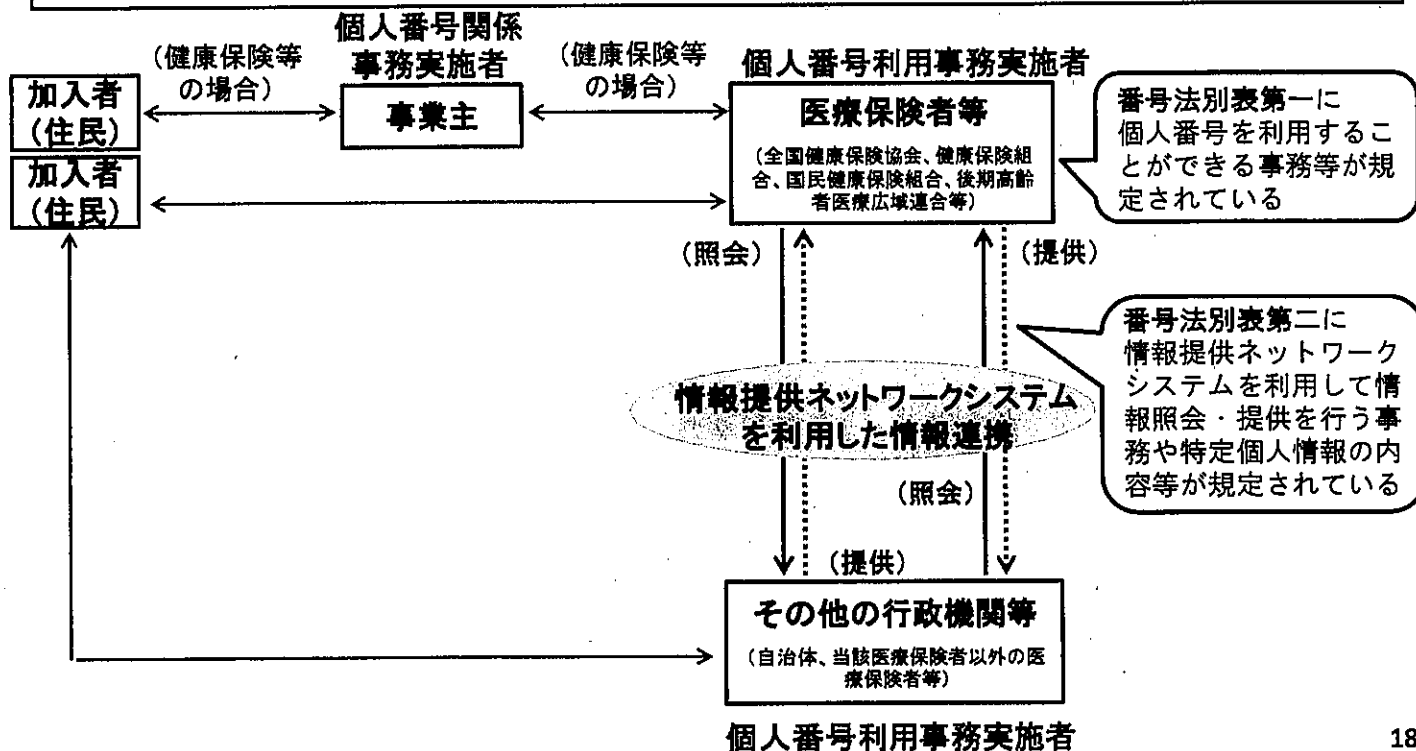 個人番号関係
事務実施者
(健康保険等
の場合)
(健康保険等
の場合)
個人番号利用事務実施者
加入者
(住民)
事業主
医療保険者等
(全国健康保険協会、健康保険組
合、国民健康保険組合、後期高齢
者医療広域連合等)
番号法別表第一に
個人番号を利用するこ
とができる事務等が規
定されている
加入者
(住民)
(照会)
(提供)
番号法別表第二に
情報提供ネットワーク
システムを利用して情
報照会・提供を行う事
務や特定個人情報の内
容等が規定されている
情報提供ネットワークシステム
を利用した情報連携
(照会)
(提供)
その他の行政機関等
(自治体、当該医療保険者以外の医
療保険者等)
個人番号利用事務実施者
18